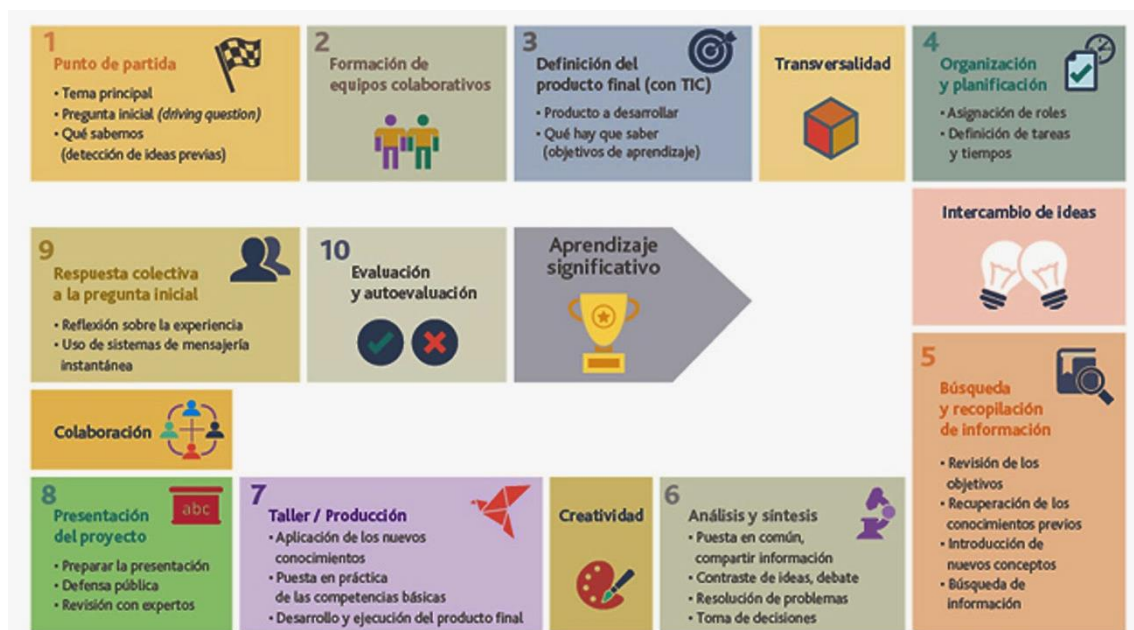 1
Punto de partida
• Tema principal
• Pregunta inicial (driving question)
• Qué sabemos
(detección de ideas previas)
2
Formación de
equipos colaborativos
3
Definición del
producto final (con TIC)
• Producto a desarrollar
• Qué hay que saber
(objetivos de aprendizaje)
Transversalidad
4
Organización
y planificación
• Asignación de roles
• Definición de tareas
y tiempos
Intercambio de ideas
5
Búsqueda
y recopilación
de información
• Revisión de los
objetivos
• Recuperación de los
conocimientos previos
• Introducción de
nuevos conceptos
• Búsqueda de
información
6
Análisis y síntesis
• Puesta en común,
compartir información
• Contraste de ideas, debate
• Resolución de problemas
• Toma de decisiones
Creatividad
7
Taller / Producción
• Aplicación de los nuevos
conocimientos
• Puesta en práctica
de las competencias básicas
• Desarrollo y ejecución del producto final
8
abc
Presentación
del proyecto
• Preparar la presentación
• Defensa pública
• Revisión con expertos
Colaboración
9
Respuesta colectiva
a la pregunta inicial
• Reflexión sobre la experiencia
• Uso de sistemas de mensajería
instantánea
10
Evaluación
y autoevaluación
Aprendizaje
significativo